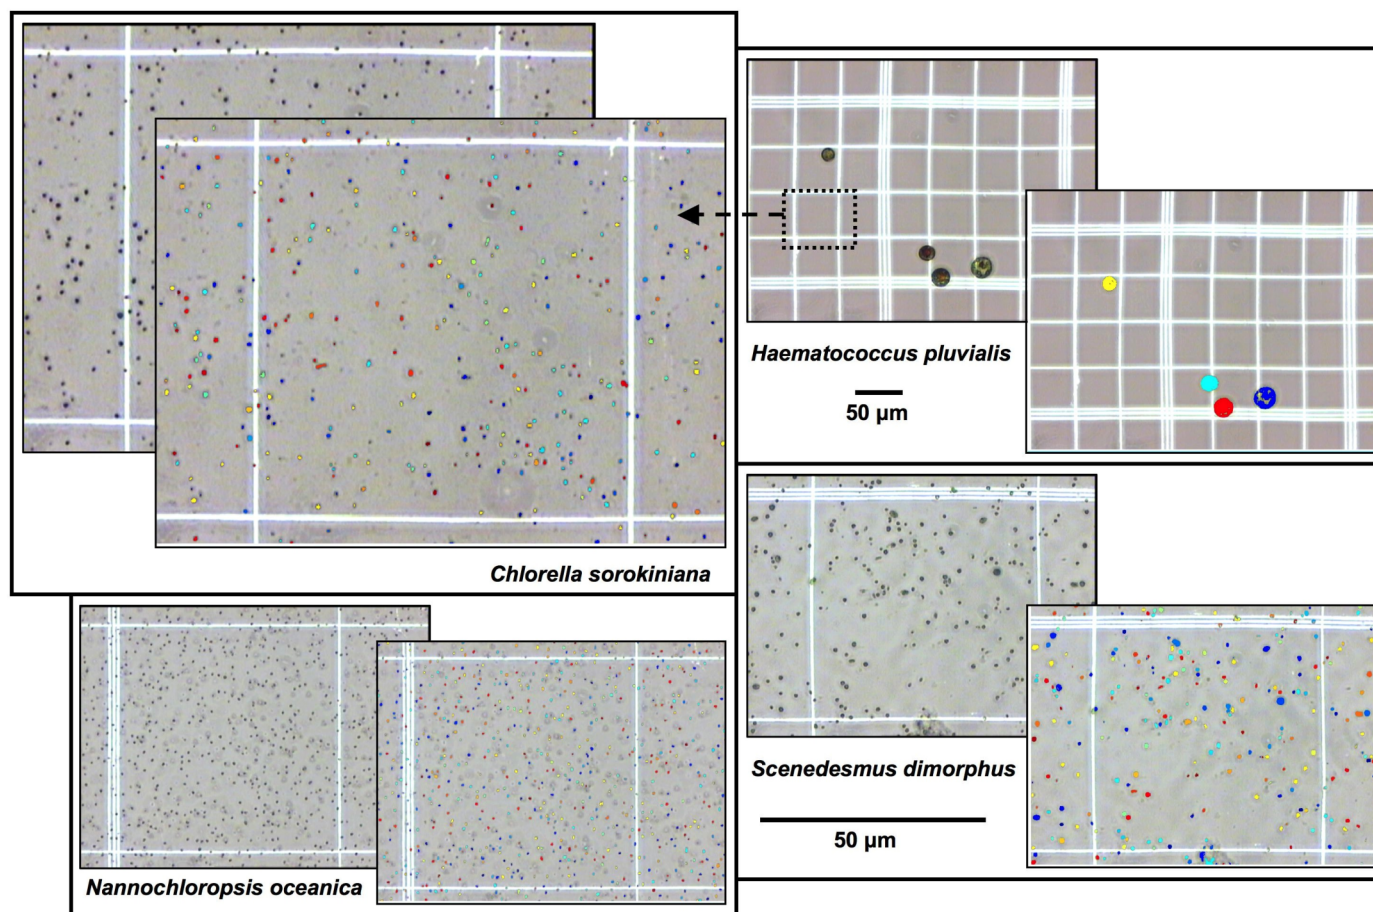 Haematococcus pluvialis
50 µm
Chlorella sorokiniana
Scenedesmus dimorphus
50 µm
Nannochloropsis oceanica